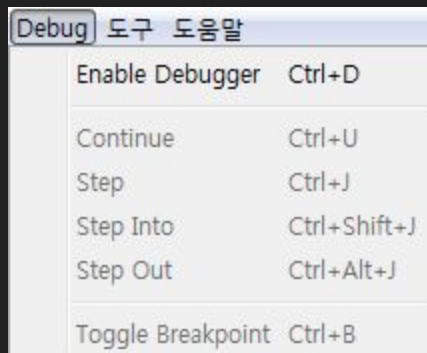 Debug 도구 도움말
Enable Debugger Ctrl+D
Continue Ctrl+U
Step Ctrl+J
Step Into Ctrl+Shift+J
Step Out Ctrl+Alt+J
Toggle Breakpoint Ctrl+B